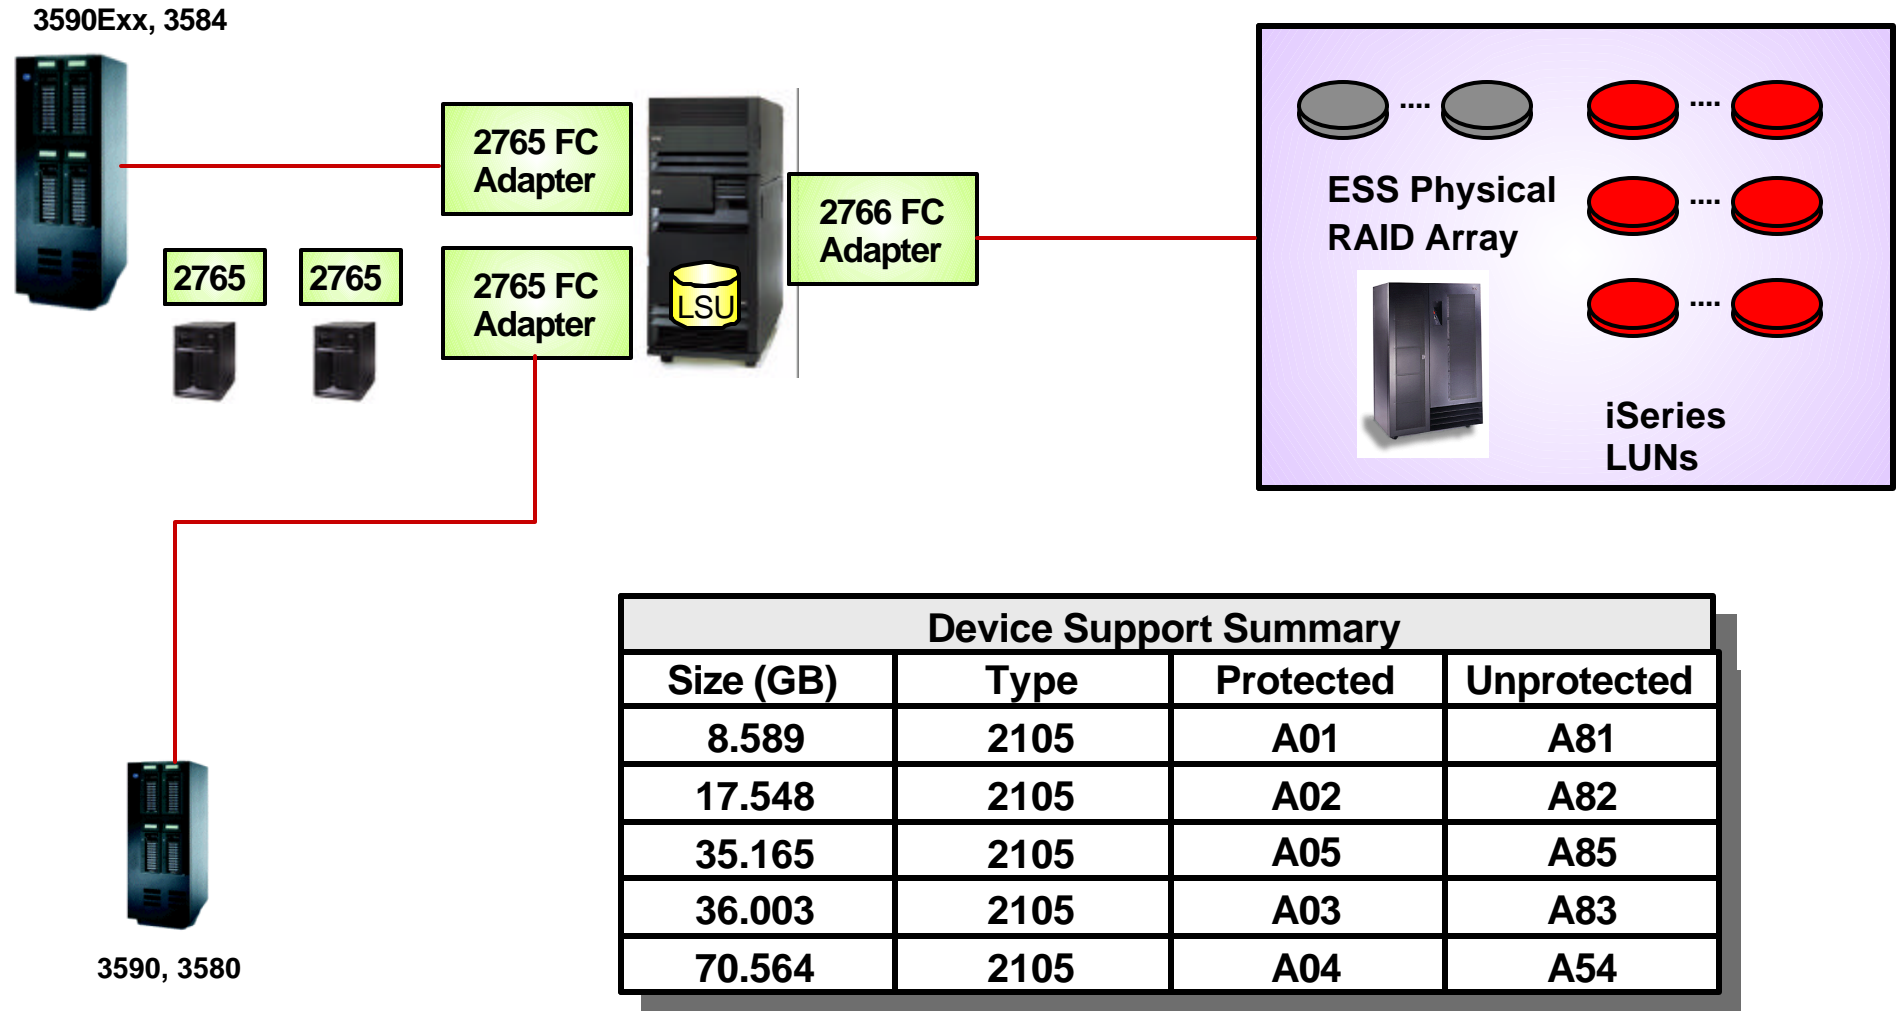 3590Exx, 3584
2765 FC
Adapter
2765
2765
2765 FC
Adapter
LSU
2766 FC
Adapter
....
....
ESS Physical
RAID Array
....
....
iSeries
LUNs
3590, 3580
Device Support Summary
Size (GB) Type Protected Unprotected
8.589 2105 A01 A81
17.548 2105 A02 A82
35.165 2105 A05 A85
36.003 2105 A03 A83
70.564 2105 A04 A54